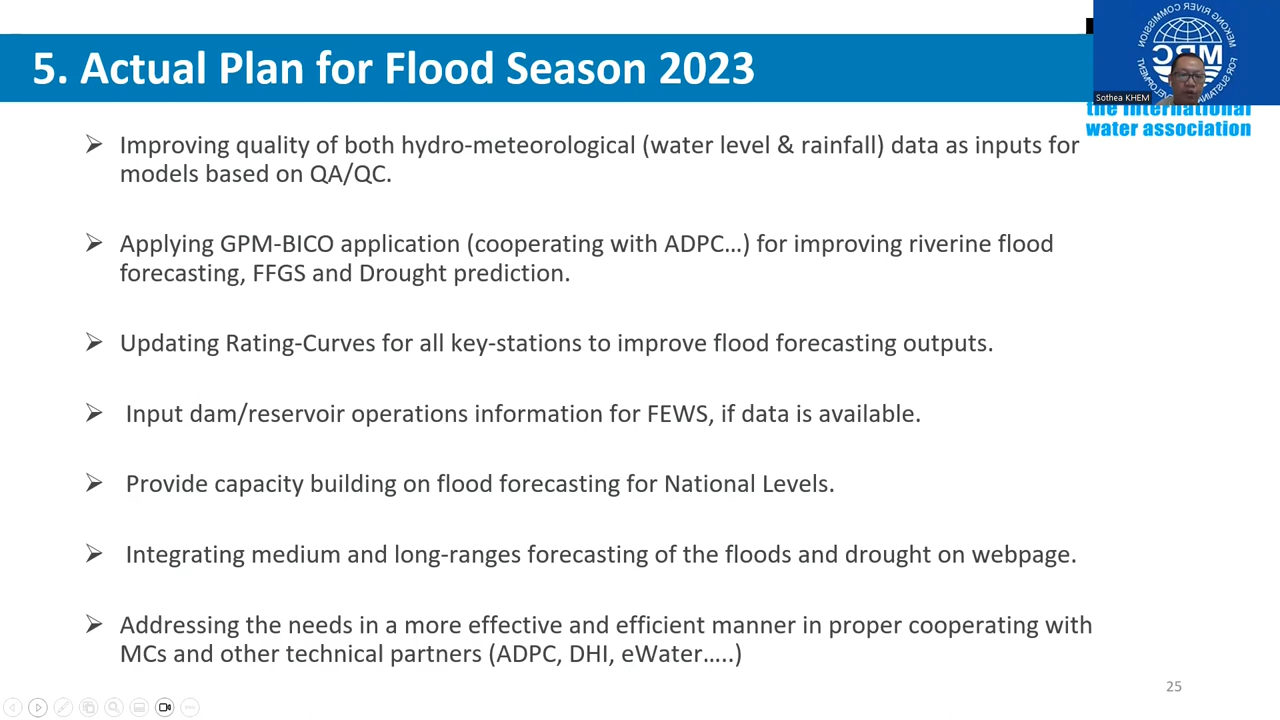 5. Actual Plan for Flood Season 2023
MEKONG RIVER COMMISSION
FOR SUSTAINABLE DEVELOPMENT
MRC
Sothea KHEM
the international
water association
➢ Improving quality of both hydro-meteorological (water level & rainfall) data as inputs for
models based on QA/QC.
➢ Applying GPM-BICO application (cooperating with ADPC…) for improving riverine flood
forecasting, FFGS and Drought prediction.
➢ Updating Rating-Curves for all key-stations to improve flood forecasting outputs.
➢ Input dam/reservoir operations information for FEWS, if data is available.
➢ Provide capacity building on flood forecasting for National Levels.
➢ Integrating medium and long-ranges forecasting of the floods and drought on webpage.
➢ Addressing the needs in a more effective and efficient manner in proper cooperating with
MCs and other technical partners (ADPC, DHI, eWater…..)
25